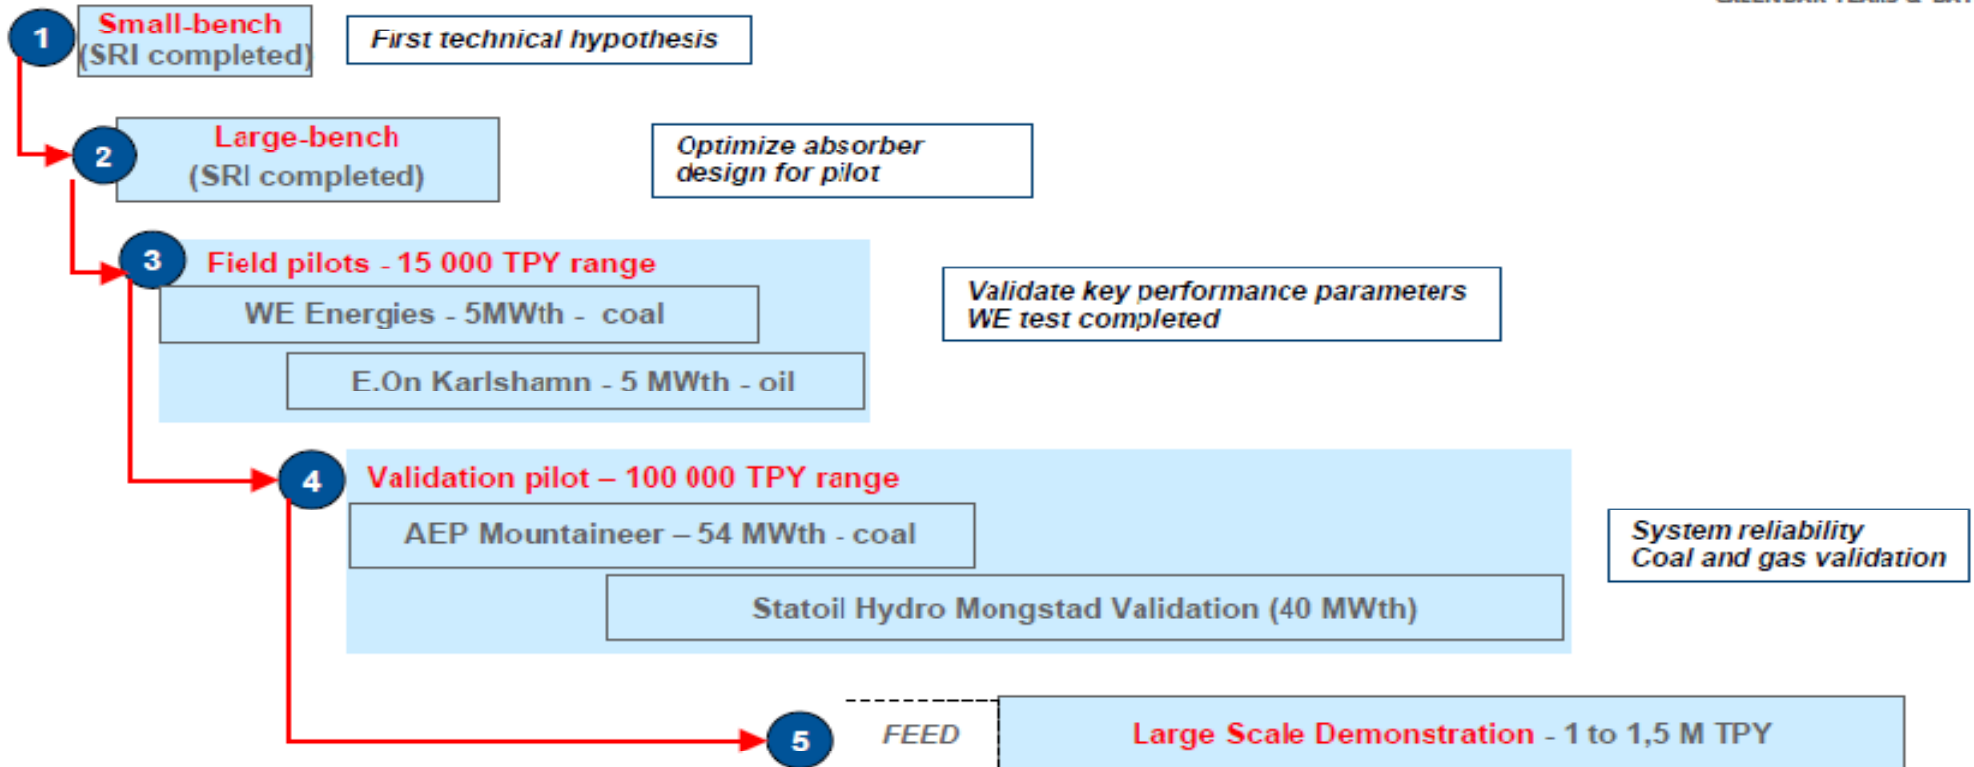 1
Small-bench
(SRI completed)
First technical hypothesis
2
Large-bench
(SRI completed)
Optimize absorber
design for pilot
3
Field pilots - 15 000 TPY range
WE Energies - 5MWth - coal
E.On Karlshamn - 5 MWth - oil
Validate key performance parameters
WE test completed
4
Validation pilot – 100 000 TPY range
AEP Mountaineer – 54 MWth - coal
Statoil Hydro Mongstad Validation (40 MWth)
System reliability
Coal and gas validation
5
FEED
Large Scale Demonstration - 1 to 1,5 M TPY